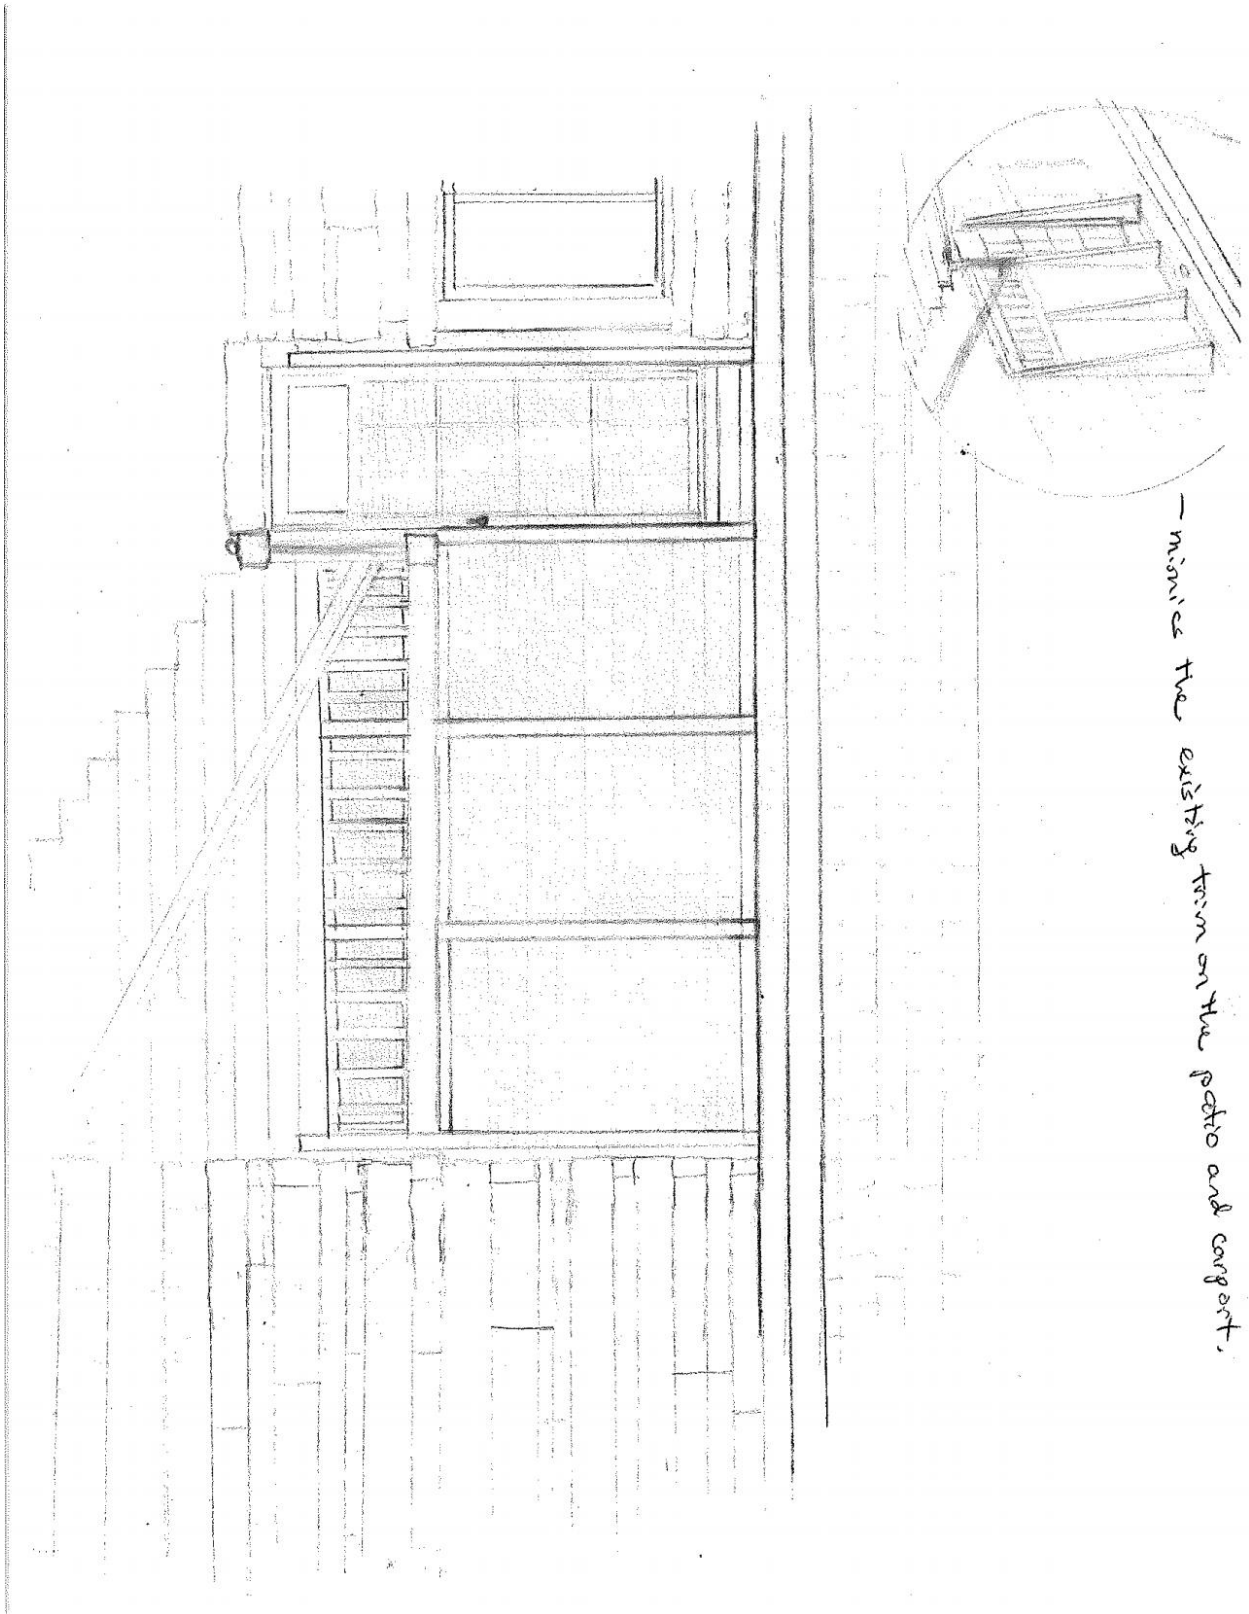 - mimics the existing trim on the patio and carport.